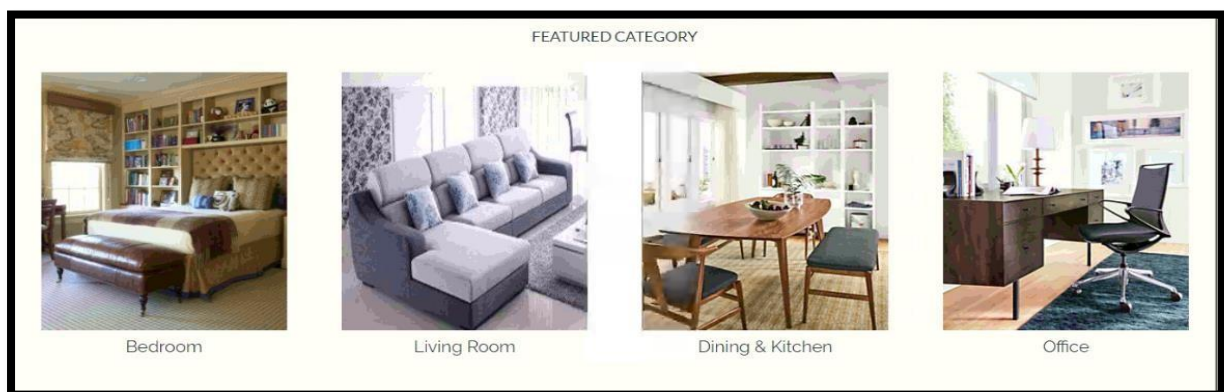 FEATURED CATEGORY
Bedroom
Living Room
Dining & Kitchen
Office